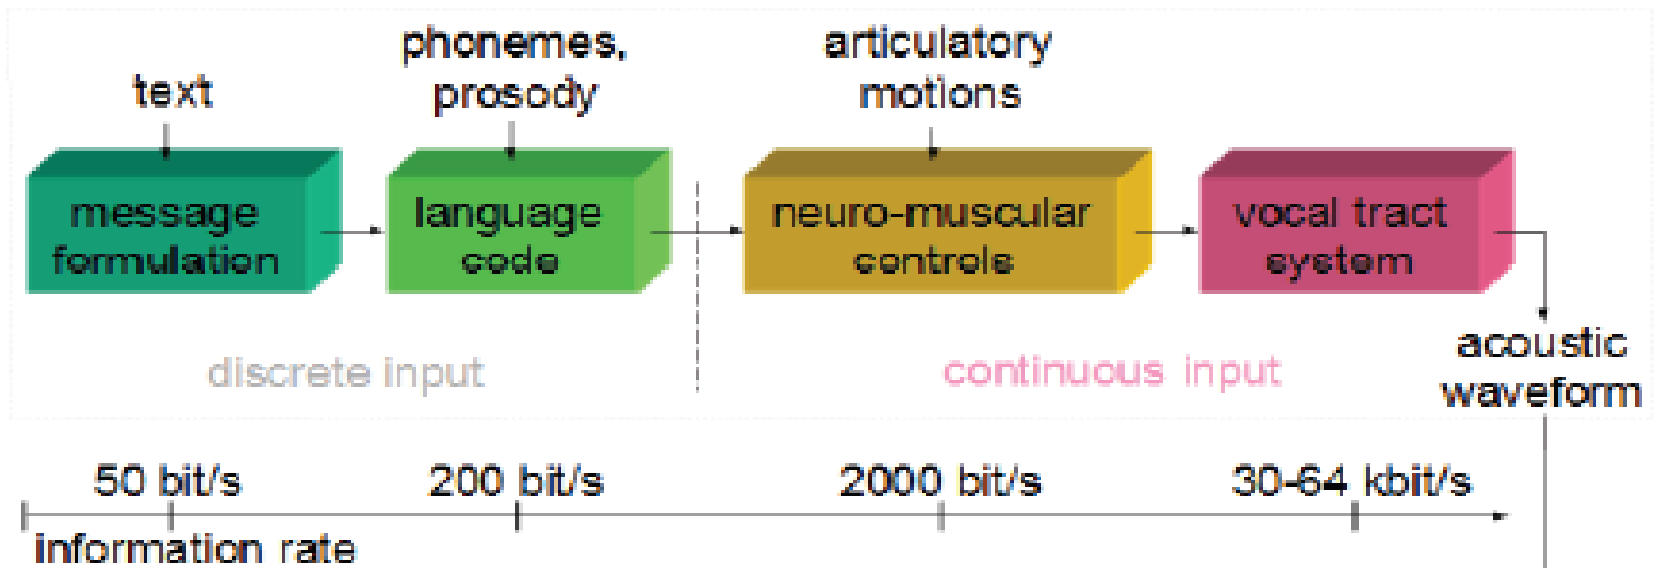 text
phonemes,
prosody
articulatory
motions
message
formulation
language
code
neuro-muscular
controls
vocal tract
system
discrete input
continuous input
acoustic
waveform
50 bit/s
200 bit/s
2000 bit/s
30-64 kbit/s
information rate